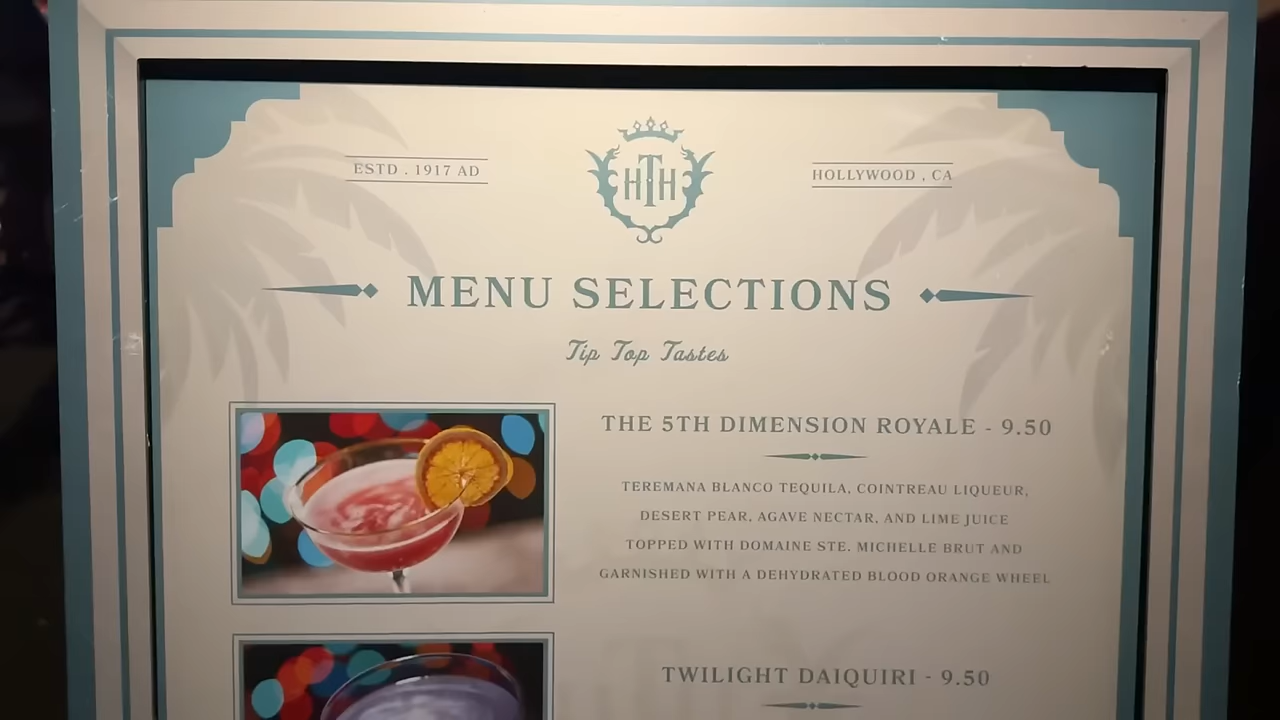 ESTD . 1917 AD
HTH
HOLLYWOOD , CA
MENU SELECTIONS
Tip Top Tastes
THE 5TH DIMENSION ROYALE - 9.50
TEREMANA BLANCO TEQUILA, COINTREAU LIQUEUR,
DESERT PEAR, AGAVE NECTAR, AND LIME JUICE
TOPPED WITH DOMAINE STE. MICHELLE BRUT AND
GARNISHED WITH A DEHYDRATED BLOOD ORANGE WHEEL
TWILIGHT DAIQUIRI - 9.50